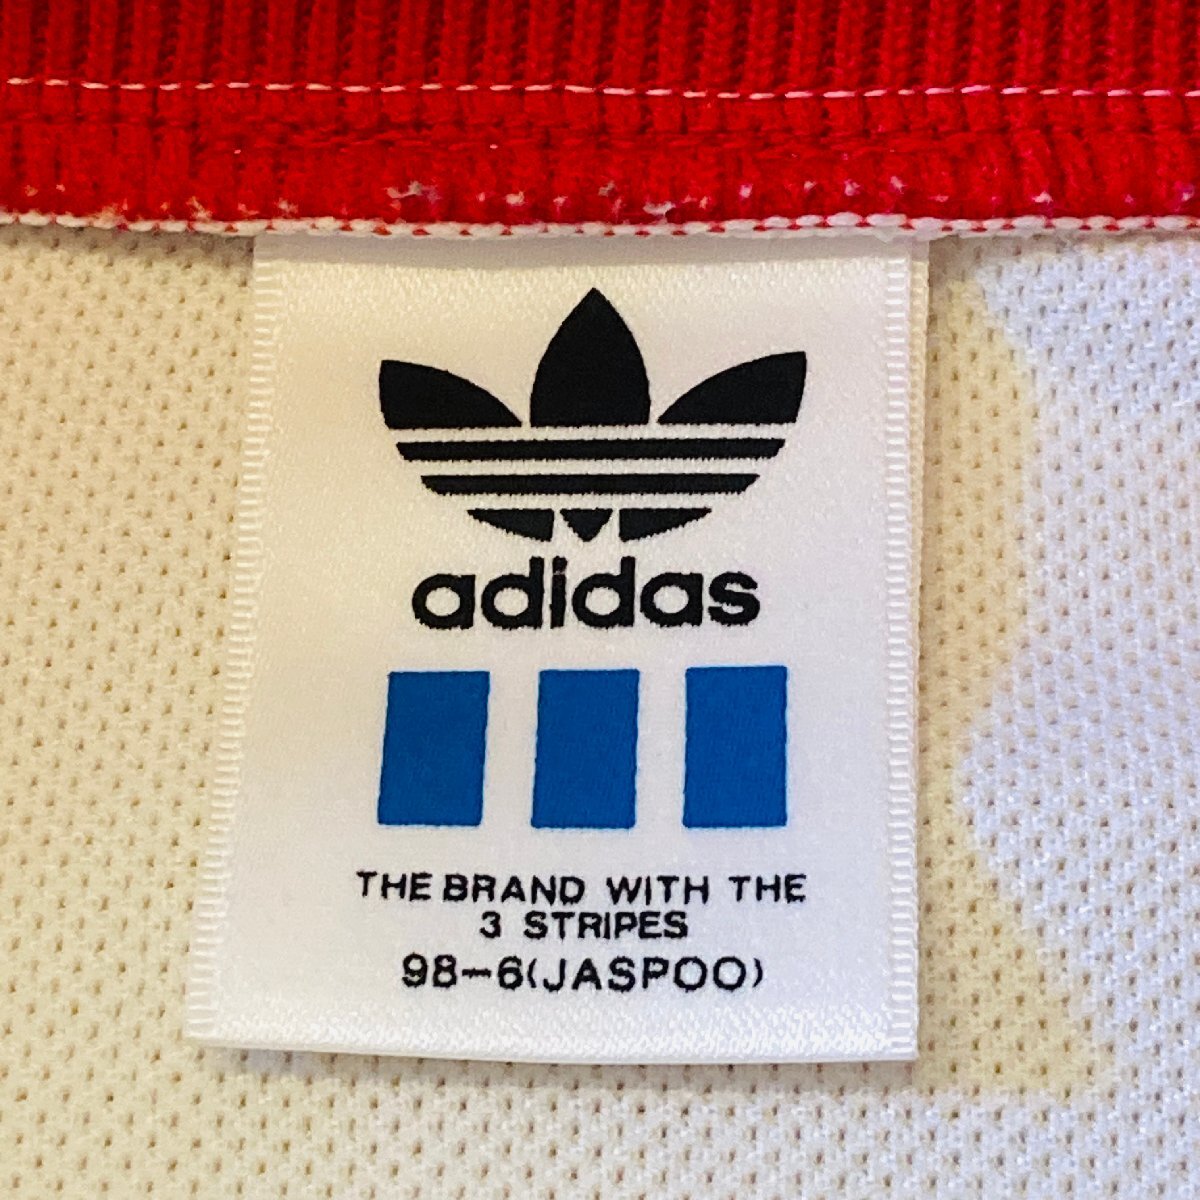 adidas
THE BRAND WITH THE
3 STRIPES
98-6(JASPOO)